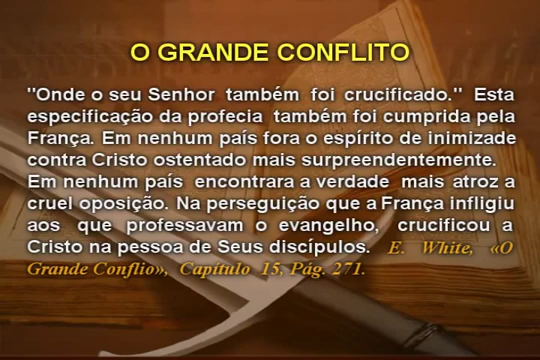 O GRANDE CONFLITO
"Onde o seu Senhor também foi crucificado." Esta
especificação da profecia também foi cumprida pela
França. Em nenhum país fora o espírito de inimizade
contra Cristo ostentado mais surpreendentemente.
Em nenhum país encontrara a verdade mais atroz a
cruel oposição. Na perseguição que a França infligiu
aos que professavam o evangelho, crucificou a
Cristo na pessoa de Seus discípulos. E. White, «O
Grande Conflio», Capítulo 15, Pág. 271.